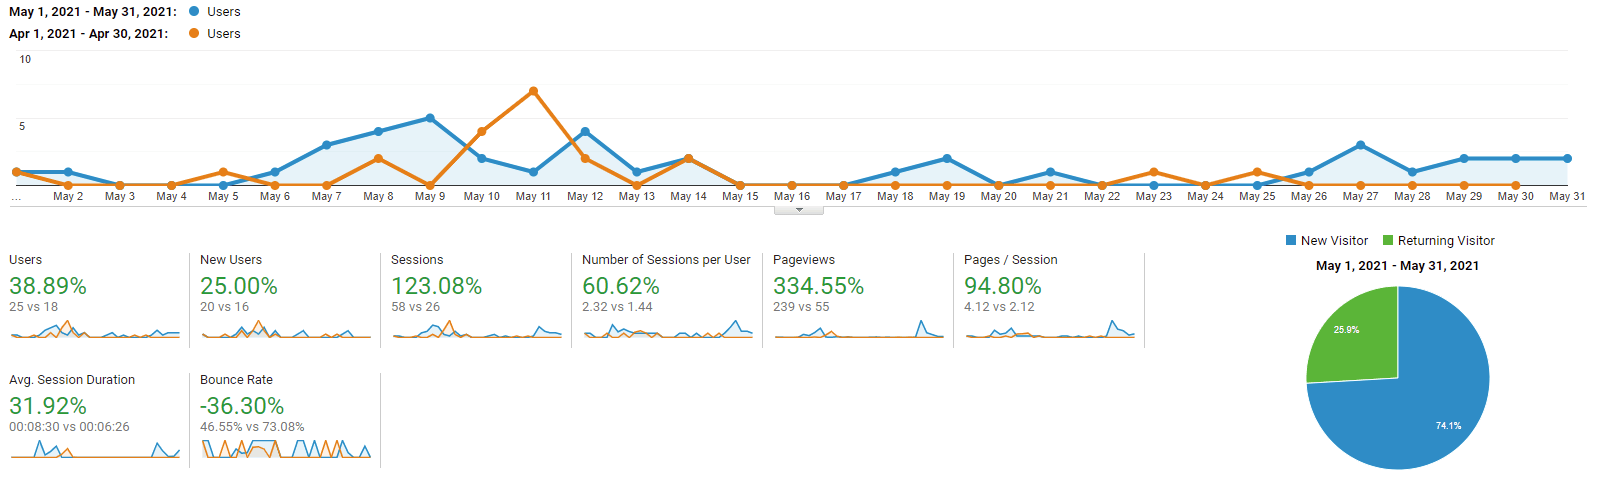 May 1, 2021 - May 31, 2021: Users
Apr 1, 2021 - Apr 30, 2021: Users
10
5
... May 2 May 3 May 4 May 5 May 6 May 7 May 8 May 9 May 10 May 11 May 12 May 13 May 14 May 15 May 16 May 17 May 18 May 19 May 20 May 21 May 22 May 23 May 24 May 25 May 26 May 27 May 28 May 29 May 30 May 31
Users
38.89%
25 vs 18
New Users
25.00%
20 vs 16
Sessions
123.08%
58 vs 26
Number of Sessions per User
60.62%
2.32 vs 1.44
Pageviews
334.55%
239 vs 55
Pages / Session
94.80%
4.12 vs 2.12
Avg. Session Duration
31.92%
00:08:30 vs 00:06:26
Bounce Rate
-36.30%
46.55% vs 73.08%
New Visitor Returning Visitor
May 1, 2021 - May 31, 2021
25.9%
74.1%